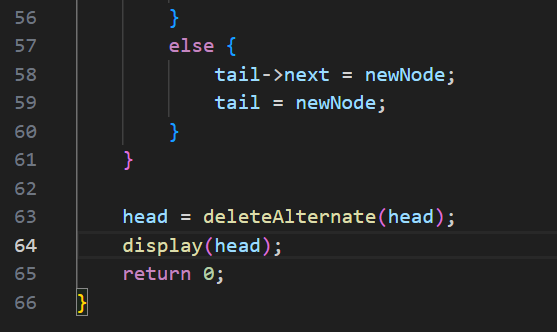 56 }
57 else {
58 tail->next = newNode;
59 tail = newNode;
60 }
61 }
62
63 head = deleteAlternate(head);
64 display(head);
65 return 0;
66 }